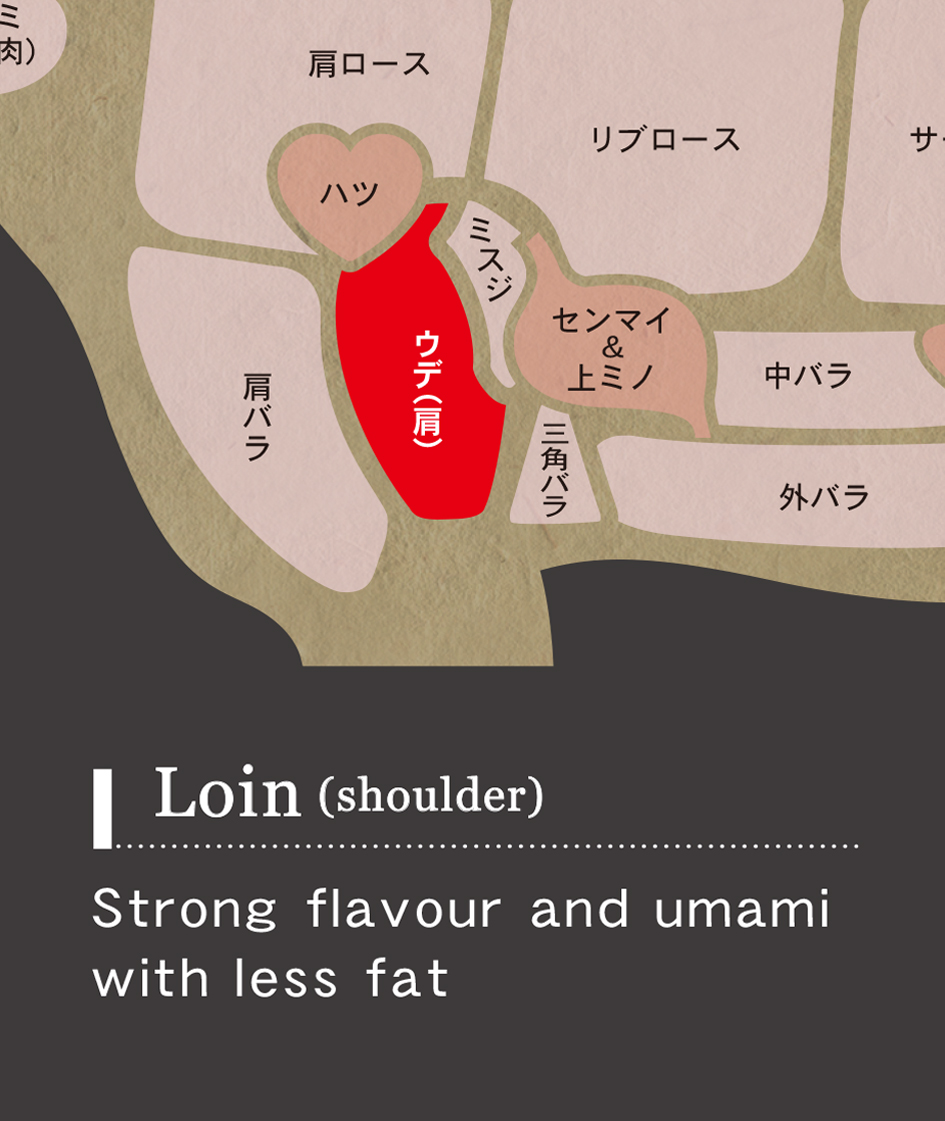 ミ
肉）
肩ロース
リブロース
サー
ハツ
ミスジ
センマイ
&
上ミノ
ウデ（肩）
肩バラ
中バラ
三角バラ
外バラ
Loin (shoulder)
Strong flavour and umami
with less fat